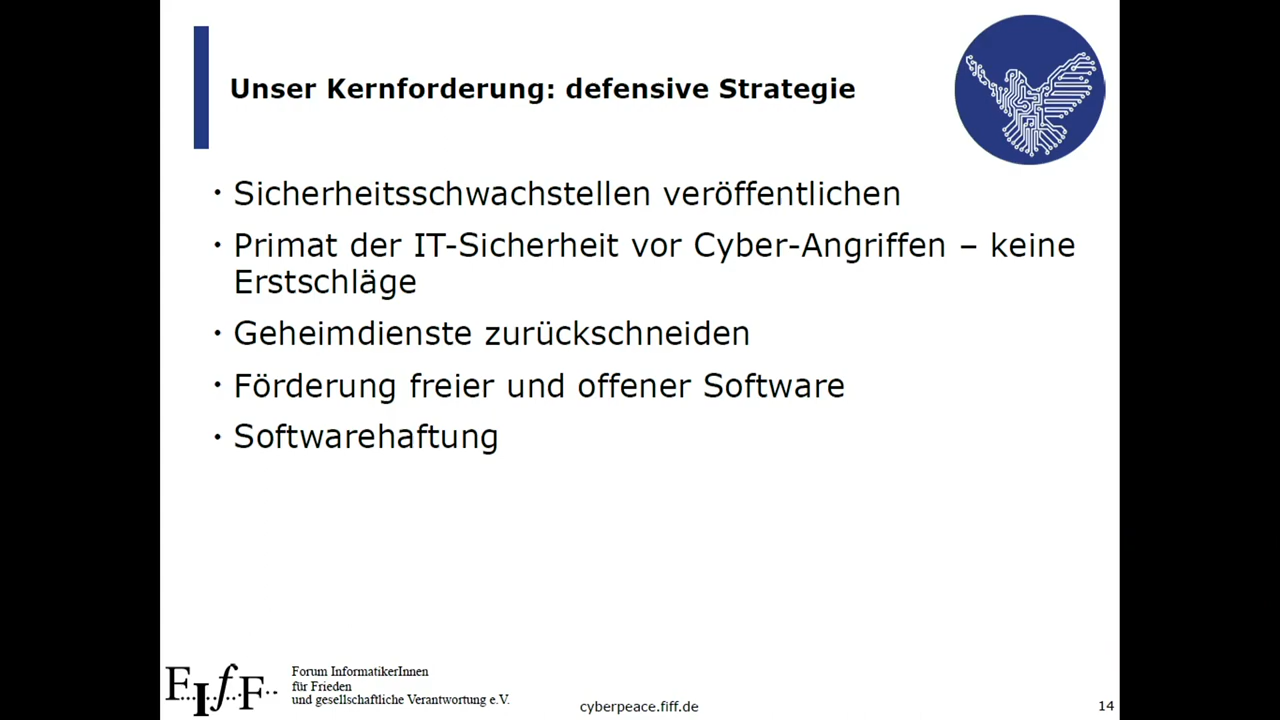 Unser Kernforderung: defensive Strategie
• Sicherheitsschwachstellen veröffentlichen
• Primat der IT-Sicherheit vor Cyber-Angriffen – keine
Erstschläge
• Geheimdienste zurückschneiden
• Förderung freier und offener Software
• Softwarehaftung
FIfF
Forum InformatikerInnen
für Frieden
und gesellschaftliche Verantwortung e.V.
cyberpeace.fiff.de
14